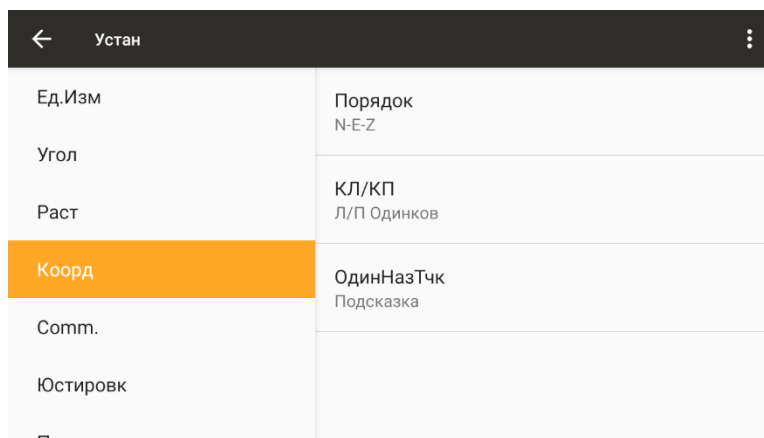 Устан
Ед.Изм
Угол
Раст
Коорд
Comm.
Юстировк
Порядок
N-E-Z
КЛ/КП
Л/П Одинков
ОдинНазТчк
Подсказка